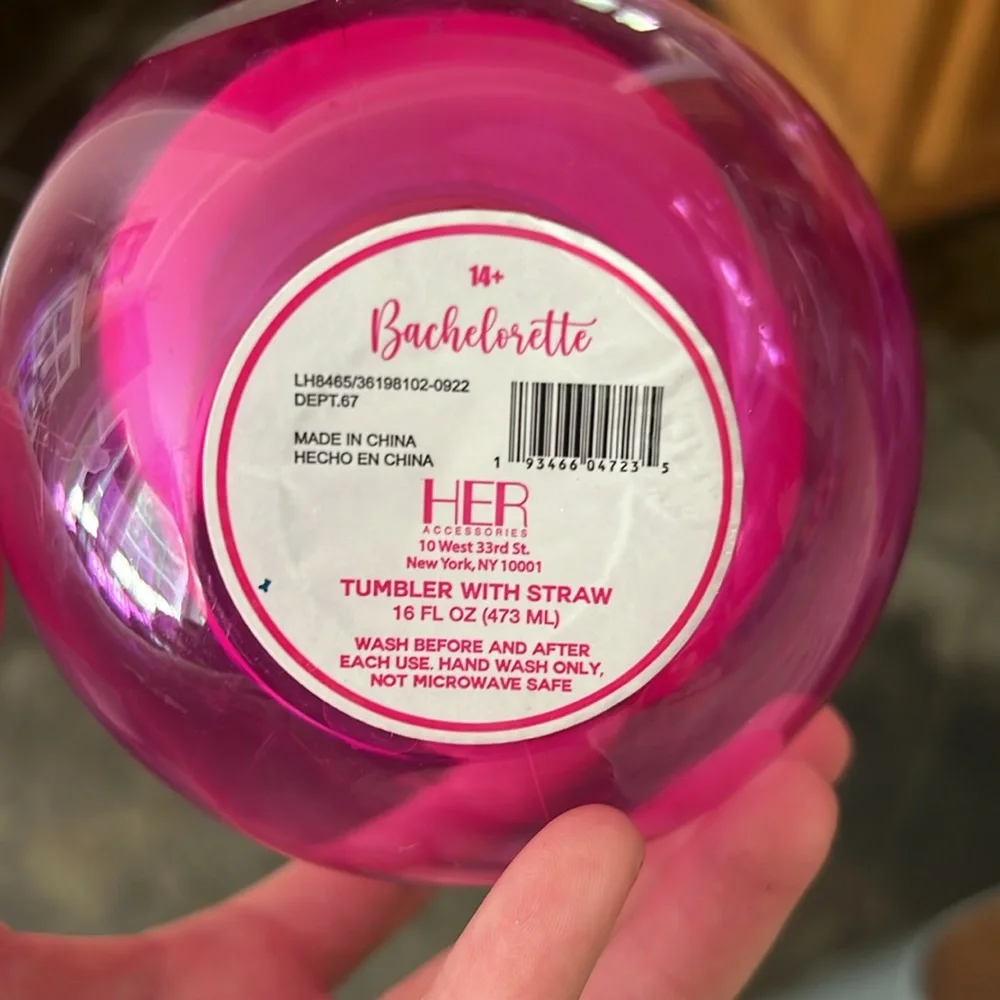 14+
Bachelorette
LH8465/36198102-0922
DEPT.67
MADE IN CHINA
HECHO EN CHINA
1 93466 04723 5
HER
ACCESSORIES
10 West 33rd St.
New York, NY 10001
TUMBLER WITH STRAW
16 FL OZ (473 ML)
WASH BEFORE AND AFTER
EACH USE. HAND WASH ONLY,
NOT MICROWAVE SAFE